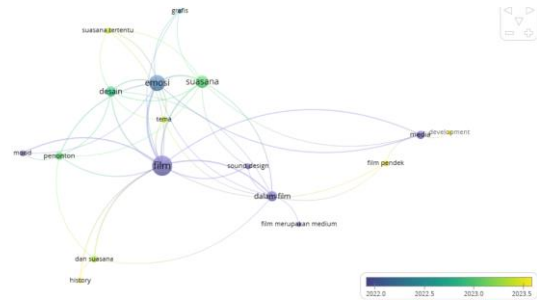 grafis
suasana tertentu
emosi
suasana
desain
tema
media
development
mood
penonton
film
sound design
film pendek
dalam film
film merupakan medium
dan suasana
history
2022.0 2022.5 2023.0 2023.5